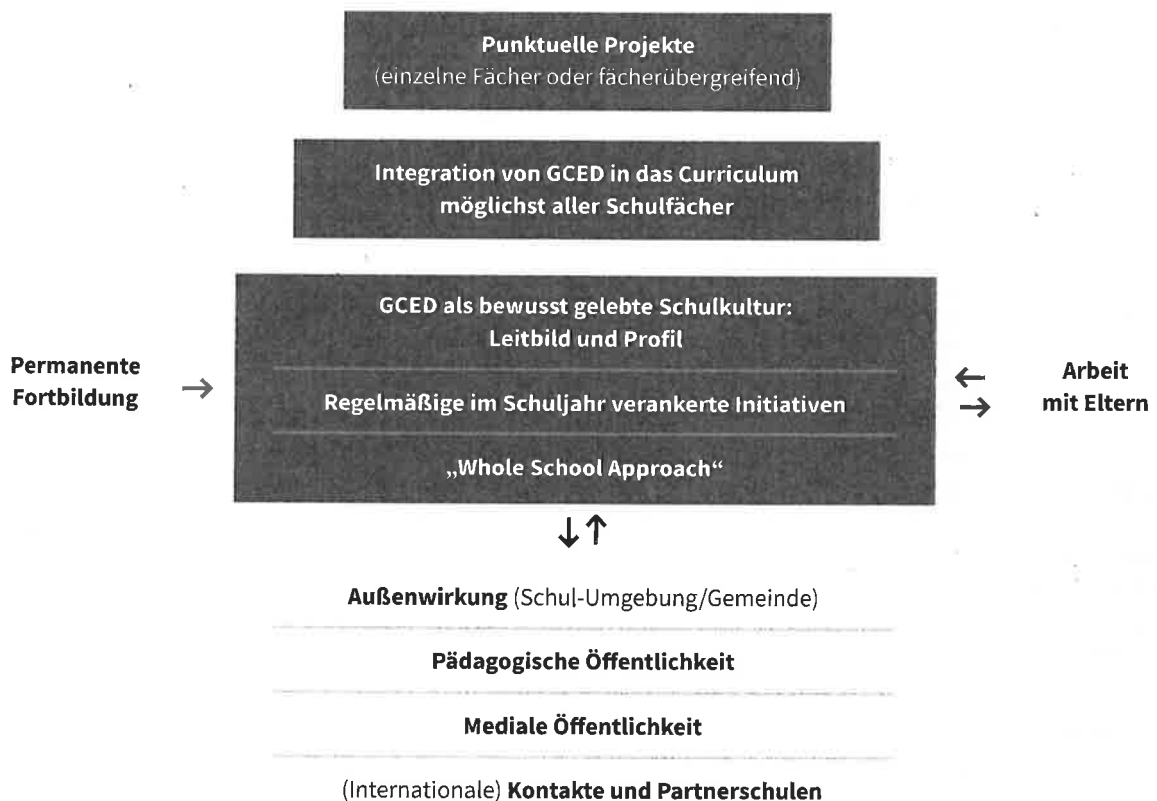 Punktuelle Projekte
(einzelne Fächer oder fächerübergreifend)
Integration von GCED in das Curriculum
möglichst aller Schulfächer
GCED als bewusst gelebte Schulkultur:
Leitbild und Profil
Regelmäßige im Schuljahr verankerte Initiativen
„Whole School Approach“
Permanente
Fortbildung
→
←
→
Arbeit
mit Eltern
↓↑
Außenwirkung (Schul-Umgebung/Gemeinde)
Pädagogische Öffentlichkeit
Mediale Öffentlichkeit
(Internationale) Kontakte und Partnerschulen